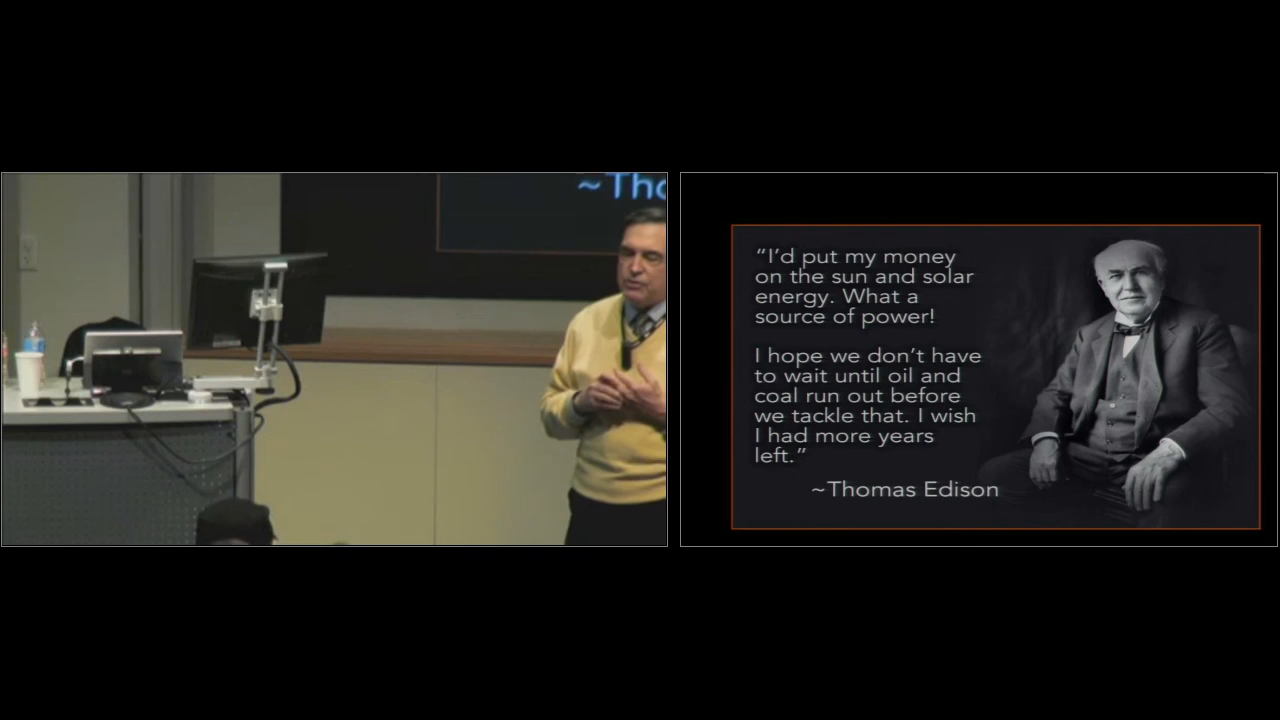 ~Tho
“I’d put my money
on the sun and solar
energy. What a
source of power!
I hope we don’t have
to wait until oil and
coal run out before
we tackle that. I wish
I had more years
left.”
~Thomas Edison